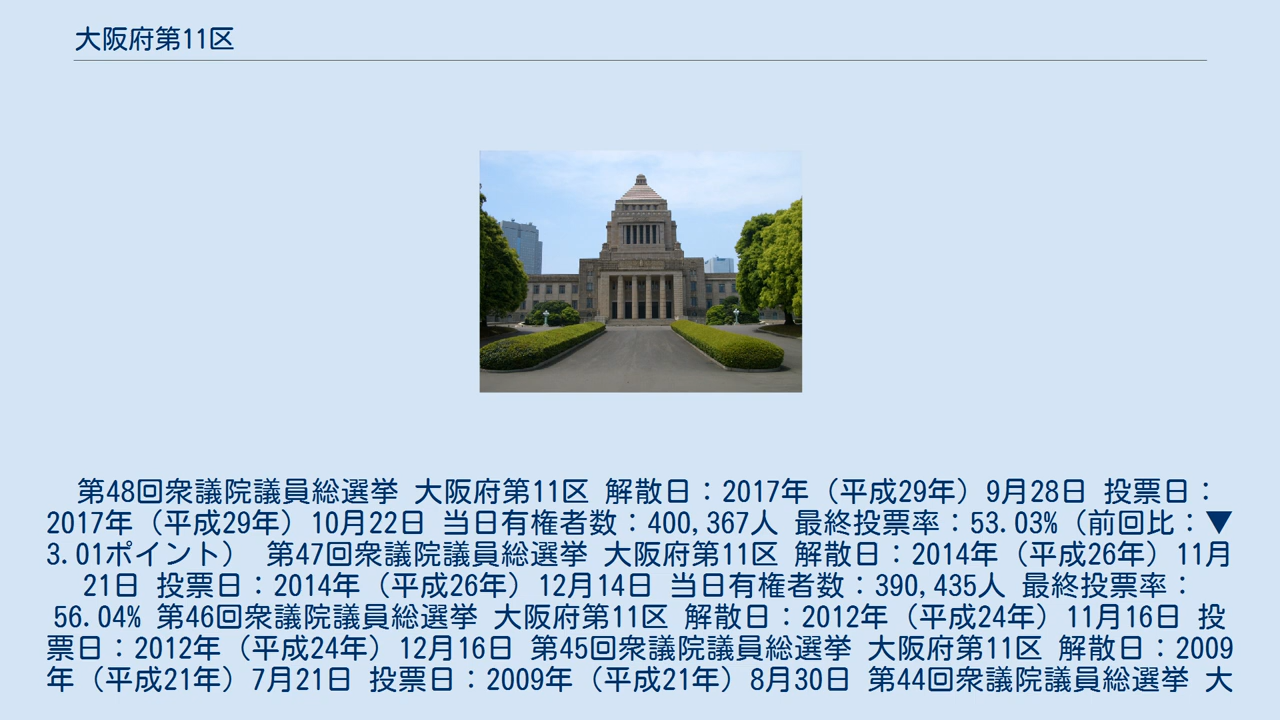 大阪府第11区
第48回衆議院議員総選挙 大阪府第11区 解散日：2017年（平成29年）9月28日 投票日：
2017年（平成29年）10月22日 当日有権者数：400,367人 最終投票率：53.03%（前回比：▼
3.01ポイント） 第47回衆議院議員総選挙 大阪府第11区 解散日：2014年（平成26年）11月
21日 投票日：2014年（平成26年）12月14日 当日有権者数：390,435人 最終投票率：
56.04% 第46回衆議院議員総選挙 大阪府第11区 解散日：2012年（平成24年）11月16日 投
票日：2012年（平成24年）12月16日 第45回衆議院議員総選挙 大阪府第11区 解散日：2009
年（平成21年）7月21日 投票日：2009年（平成21年）8月30日 第44回衆議院議員総選挙 大